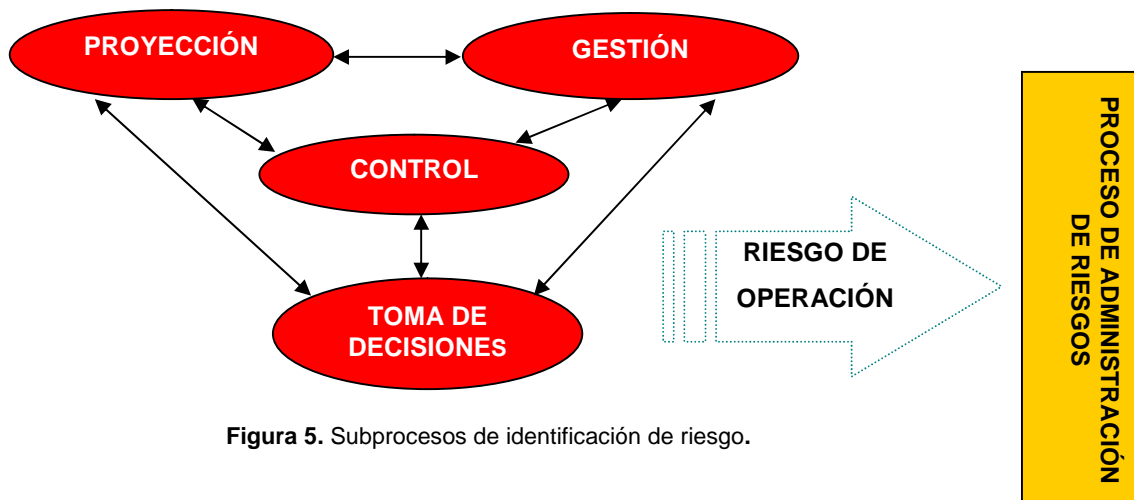 PROYECCIÓN
GESTIÓN
CONTROL
TOMA DE
DECISIONES
RIESGO DE
OPERACIÓN
PROCESO DE ADMINISTRACIÓN
DE RIESGOS
Figura 5. Subprocesos de identificación de riesgo.